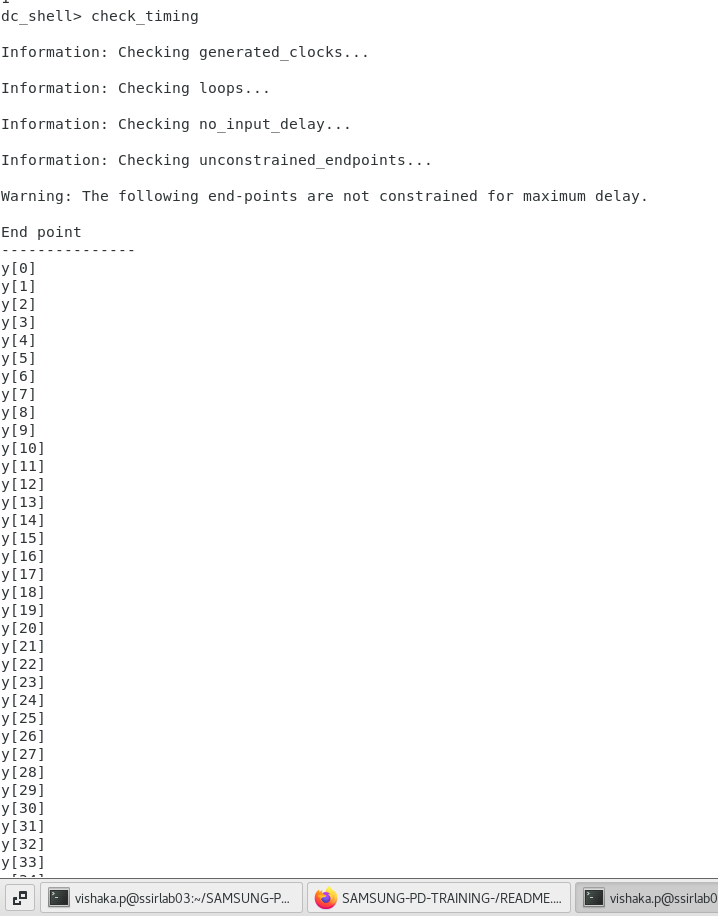 dc_shell> check_timing
Information: Checking generated_clocks...
Information: Checking loops...
Information: Checking no_input_delay...
Information: Checking unconstrained_endpoints...
Warning: The following end-points are not constrained for maximum delay.
End point
---------------
y[0]
y[1]
y[2]
y[3]
y[4]
y[5]
y[6]
y[7]
y[8]
y[9]
y[10]
y[11]
y[12]
y[13]
y[14]
y[15]
y[16]
y[17]
y[18]
y[19]
y[20]
y[21]
y[22]
y[23]
y[24]
y[25]
y[26]
y[27]
y[28]
y[29]
y[30]
y[31]
y[32]
y[33]
vishaka.p@ssirlab03:~/SAMSUNG-P...
SAMSUNG-PD-TRAINING-/README....
vishaka.p@ssirlab0